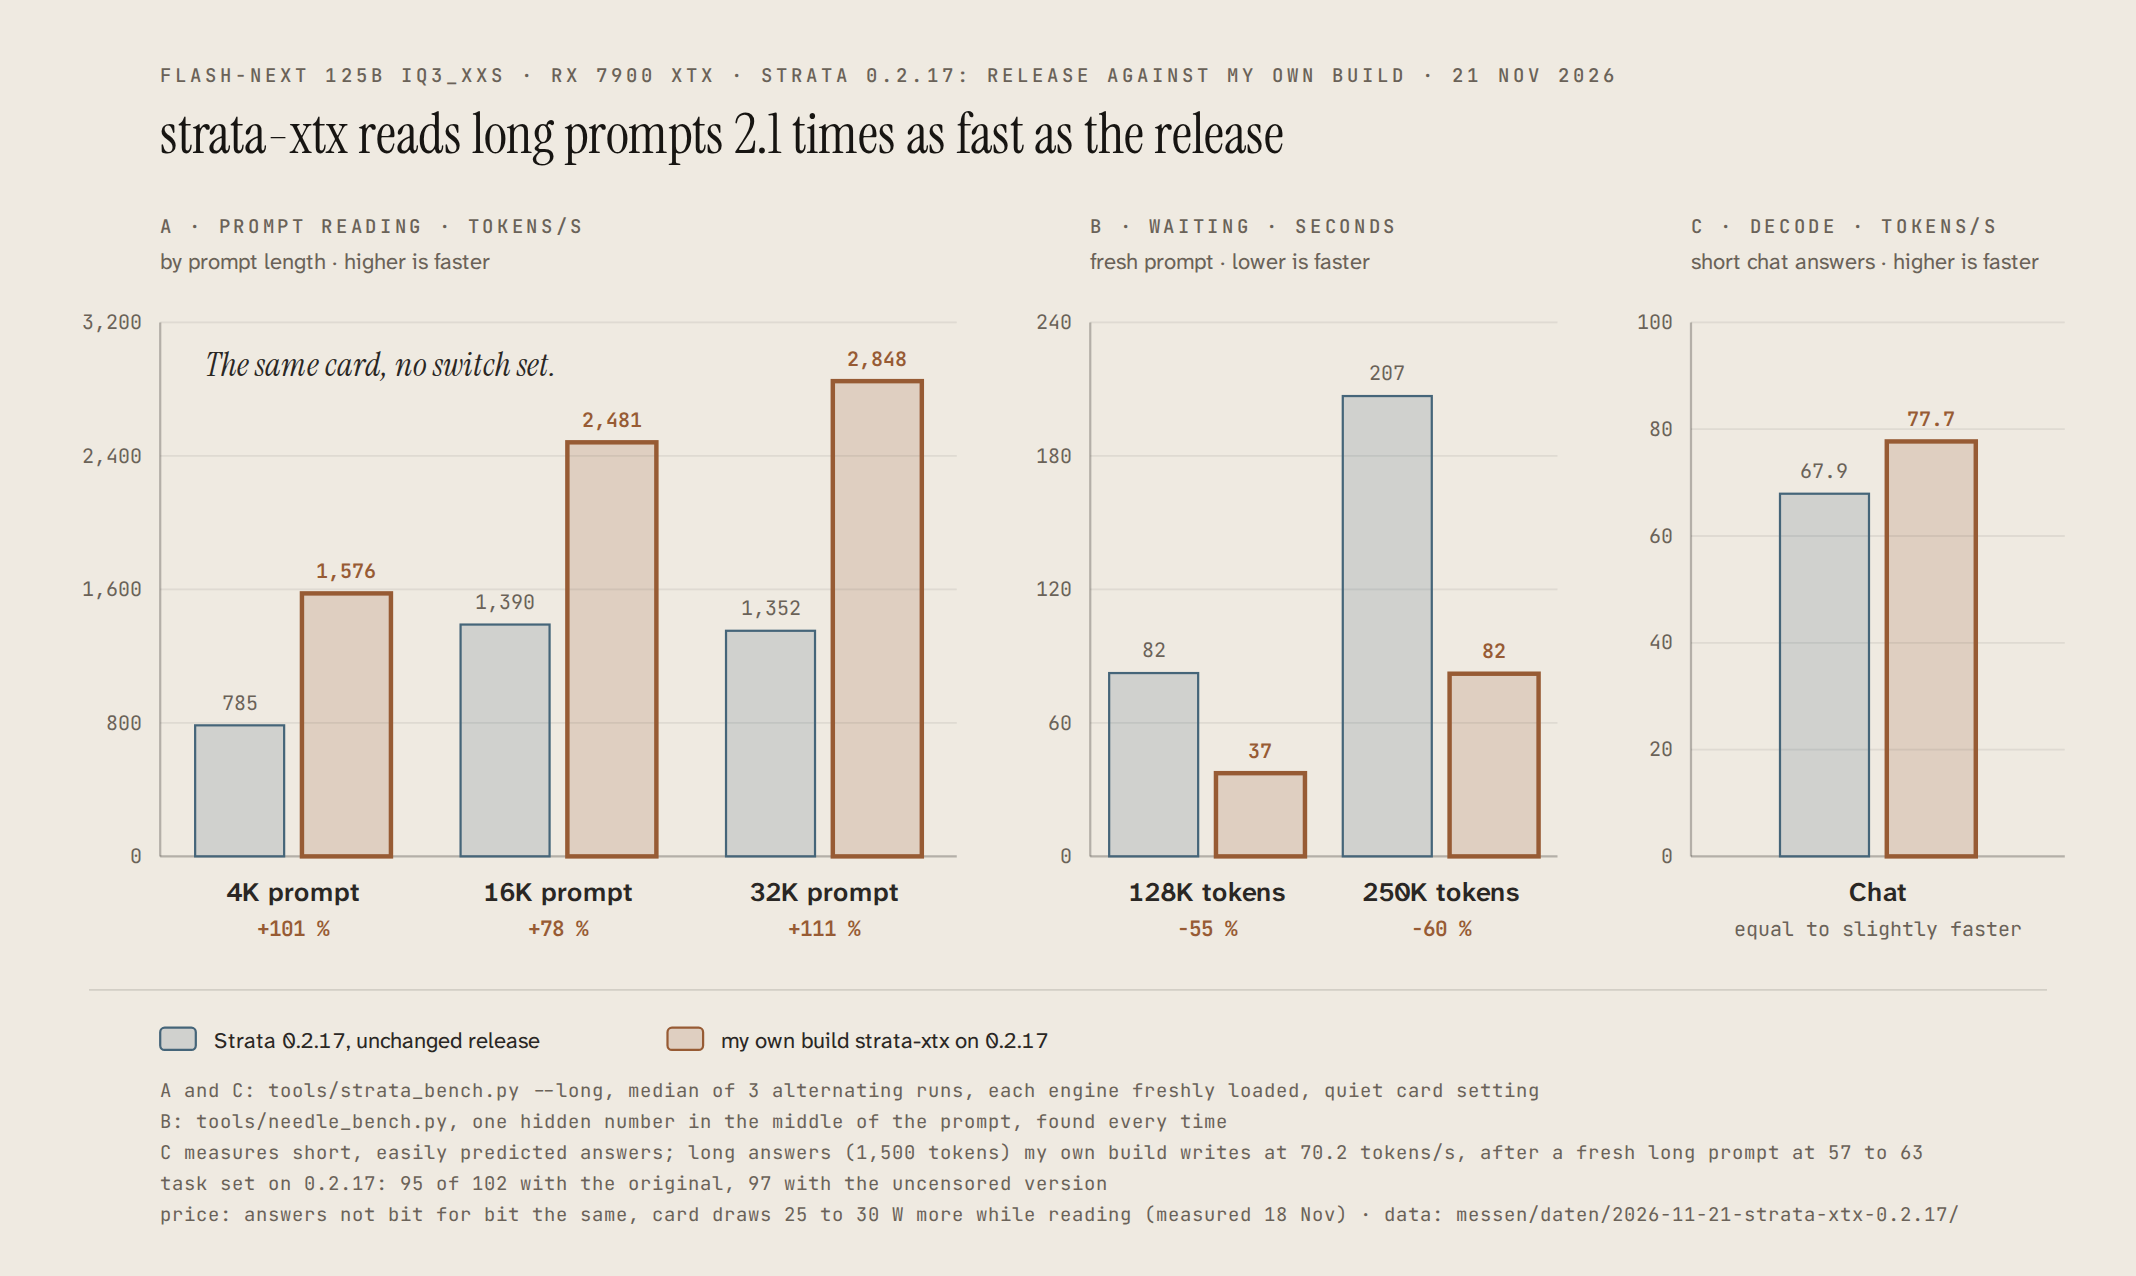 FLASH-NEXT 125B IQ3_XXS · RX 7900 XTX · STRATA 0.2.17: RELEASE AGAINST MY OWN BUILD · 21 NOV 2026
strata-xtx reads long prompts 2.1 times as fast as the release
A · PROMPT READING · TOKENS/S
by prompt length · higher is faster
3,200
2,400
1,600
800
0
The same card, no switch set.
785
1,576
1,390
2,481
1,352
2,848
4K prompt
+101 %
16K prompt
+78 %
32K prompt
+111 %
B · WAITING · SECONDS
fresh prompt · lower is faster
240
180
120
60
0
82
37
207
82
128K tokens
-55 %
250K tokens
-60 %
C · DECODE · TOKENS/S
short chat answers · higher is faster
100
80
60
40
20
0
67.9
77.7
Chat
equal to slightly faster
Strata 0.2.17, unchanged release
my own build strata-xtx on 0.2.17
A and C: tools/strata_bench.py --long, median of 3 alternating runs, each engine freshly loaded, quiet card setting
B: tools/needle_bench.py, one hidden number in the middle of the prompt, found every time
C measures short, easily predicted answers; long answers (1,500 tokens) my own build writes at 70.2 tokens/s, after a fresh long prompt at 57 to 63
task set on 0.2.17: 95 of 102 with the original, 97 with the uncensored version
price: answers not bit for bit the same, card draws 25 to 30 W more while reading (measured 18 Nov) · data: messen/daten/2026-11-21-strata-xtx-0.2.17/